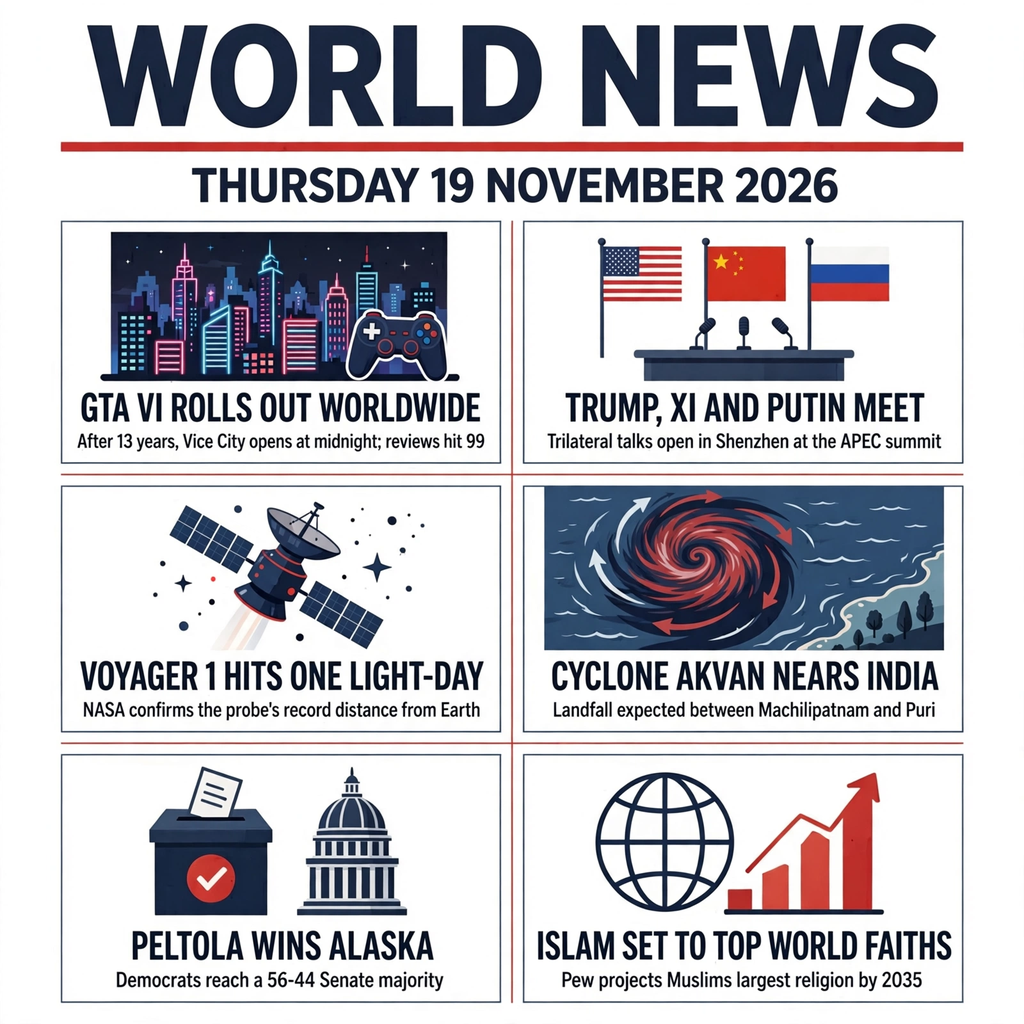 WORLD NEWS
THURSDAY 19 NOVEMBER 2026
GTA VI ROLLS OUT WORLDWIDE
After 13 years, Vice City opens at midnight; reviews hit 99
TRUMP, XI AND PUTIN MEET
Trilateral talks open in Shenzhen at the APEC summit
VOYAGER 1 HITS ONE LIGHT-DAY
NASA confirms the probe's record distance from Earth
CYCLONE AKVAN NEARS INDIA
Landfall expected between Machilipatnam and Puri
PELTOLA WINS ALASKA
Democrats reach a 56-44 Senate majority
ISLAM SET TO TOP WORLD FAITHS
Pew projects Muslims largest religion by 2035